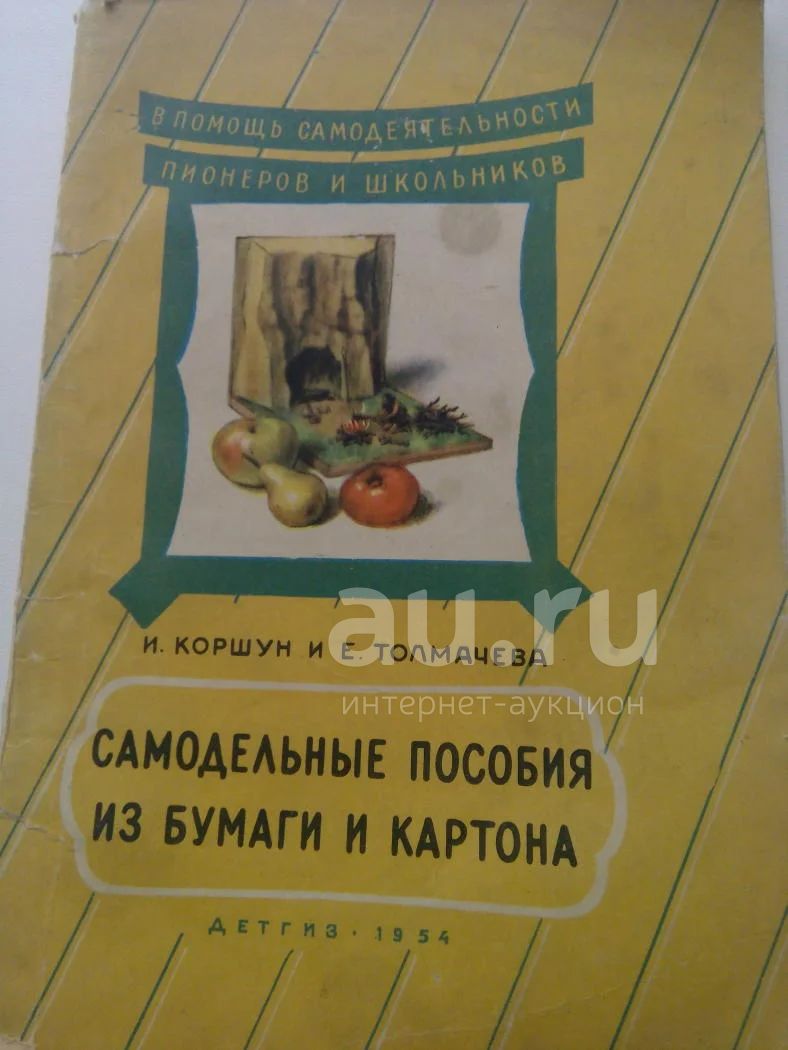 В ПОМОЩЬ САМОДЕЯТЕЛЬНОСТИ
ПИОНЕРОВ И ШКОЛЬНИКОВ
И. КОРШУН И Е. ТОЛМАЧЕВА
au.ru
интернет-аукцион
САМОДЕЛЬНЫЕ ПОСОБИЯ
ИЗ БУМАГИ И КАРТОНА
ДЕТГИЗ · 1954